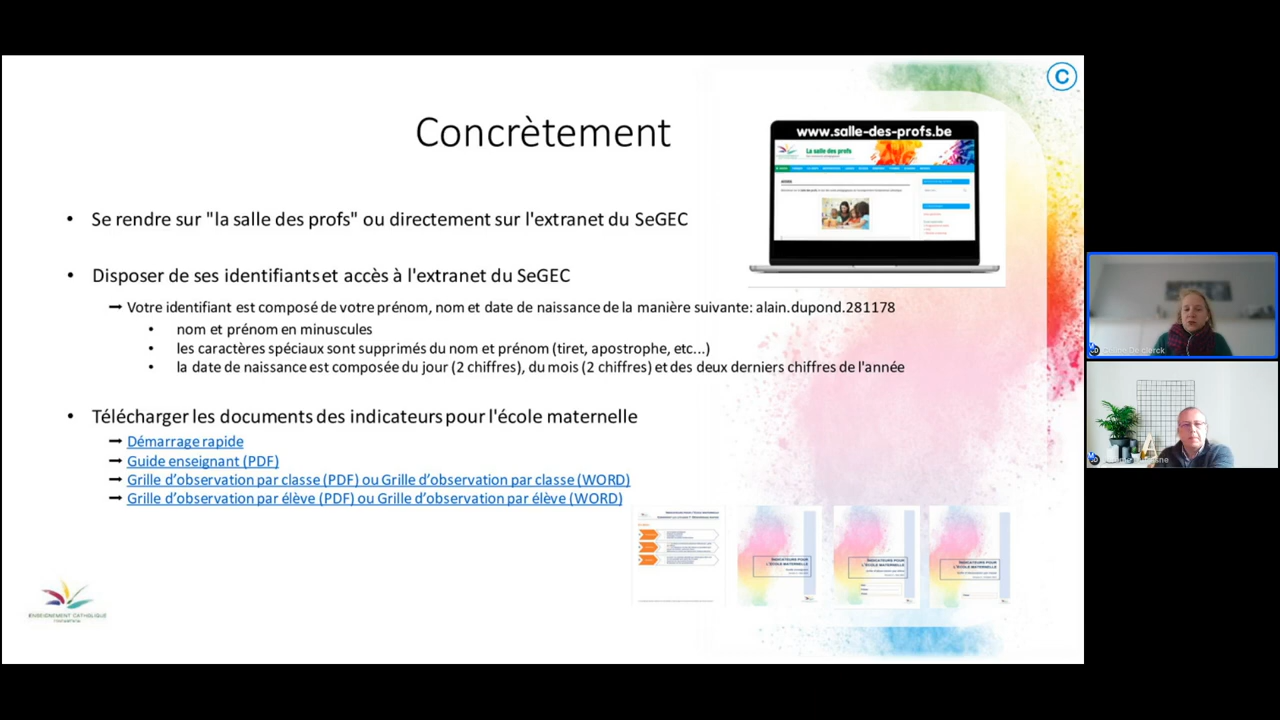 C
Concrètement
www.salle-des-profs.be
La salle des profs
• Se rendre sur "la salle des profs" ou directement sur l'extranet du SeGEC
• Disposer de ses identifiants et accès à l'extranet du SeGEC
➞ Votre identifiant est composé de votre prénom, nom et date de naissance de la manière suivante: alain.dupond.281178
• nom et prénom en minuscules
• les caractères spéciaux sont supprimés du nom et prénom (tiret, apostrophe, etc...)
• la date de naissance est composée du jour (2 chiffres), du mois (2 chiffres) et des deux derniers chiffres de l'année
• Télécharger les documents des indicateurs pour l'école maternelle
➞ Démarrage rapide
➞ Guide enseignant (PDF)
➞ Grille d'observation par classe (PDF) ou Grille d'observation par classe (WORD)
➞ Grille d'observation par élève (PDF) ou Grille d'observation par élève (WORD)
INDICATEURS POUR
L'ÉCOLE MATERNELLE
INDICATEURS POUR
L'ÉCOLE MATERNELLE
INDICATEURS POUR
L'ÉCOLE MATERNELLE
ENSEIGNEMENT CATHOLIQUE